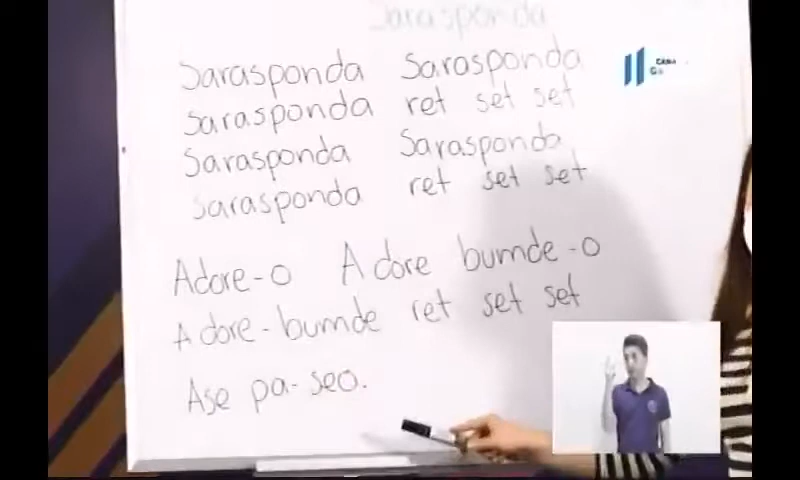 Sarasponda
Sarasponda Sarasponda
Sarasponda ret set set
Sarasponda Sarasponda
Sarasponda ret set set
Adore-o Adore bumde-o
Adore-bumde ret set set
Ase pa-seo.